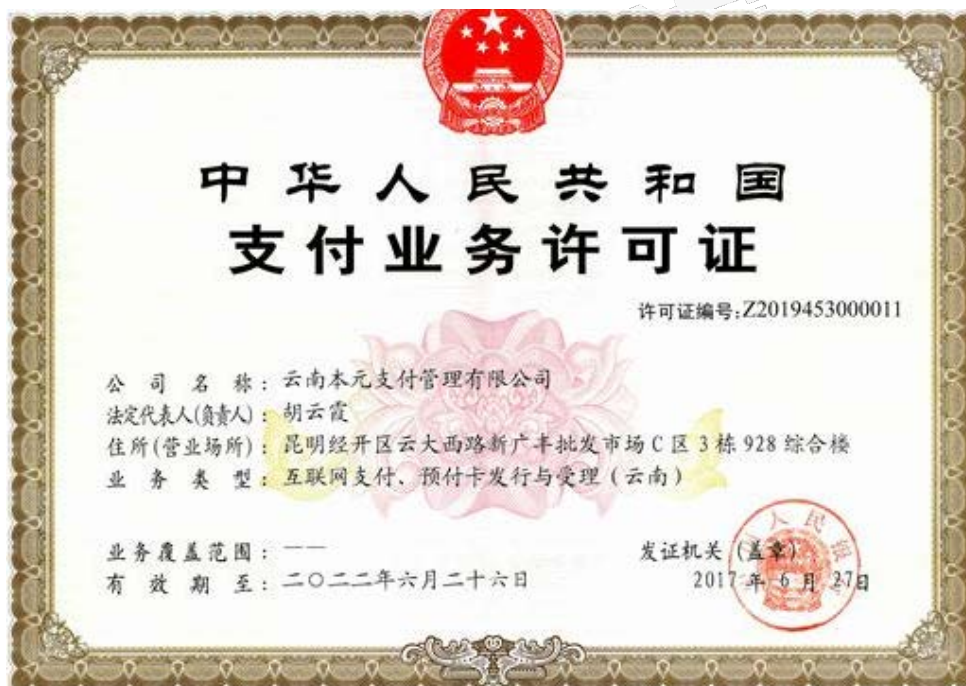 中华人民共和国
支付业务许可证
许可证编号:Z2019453000011
公司名称：云南本元支付管理有限公司
法定代表人(负责人)：胡云霞
住所(营业场所)：昆明经开区云大西路新广丰批发市场C区3栋928综合楼
业务类型：互联网支付、预付卡发行与受理(云南)
业务覆盖范围：——
发证机关(盖章)
有效期至：二〇二二年六月二十六日
2017年6月27日
人民银